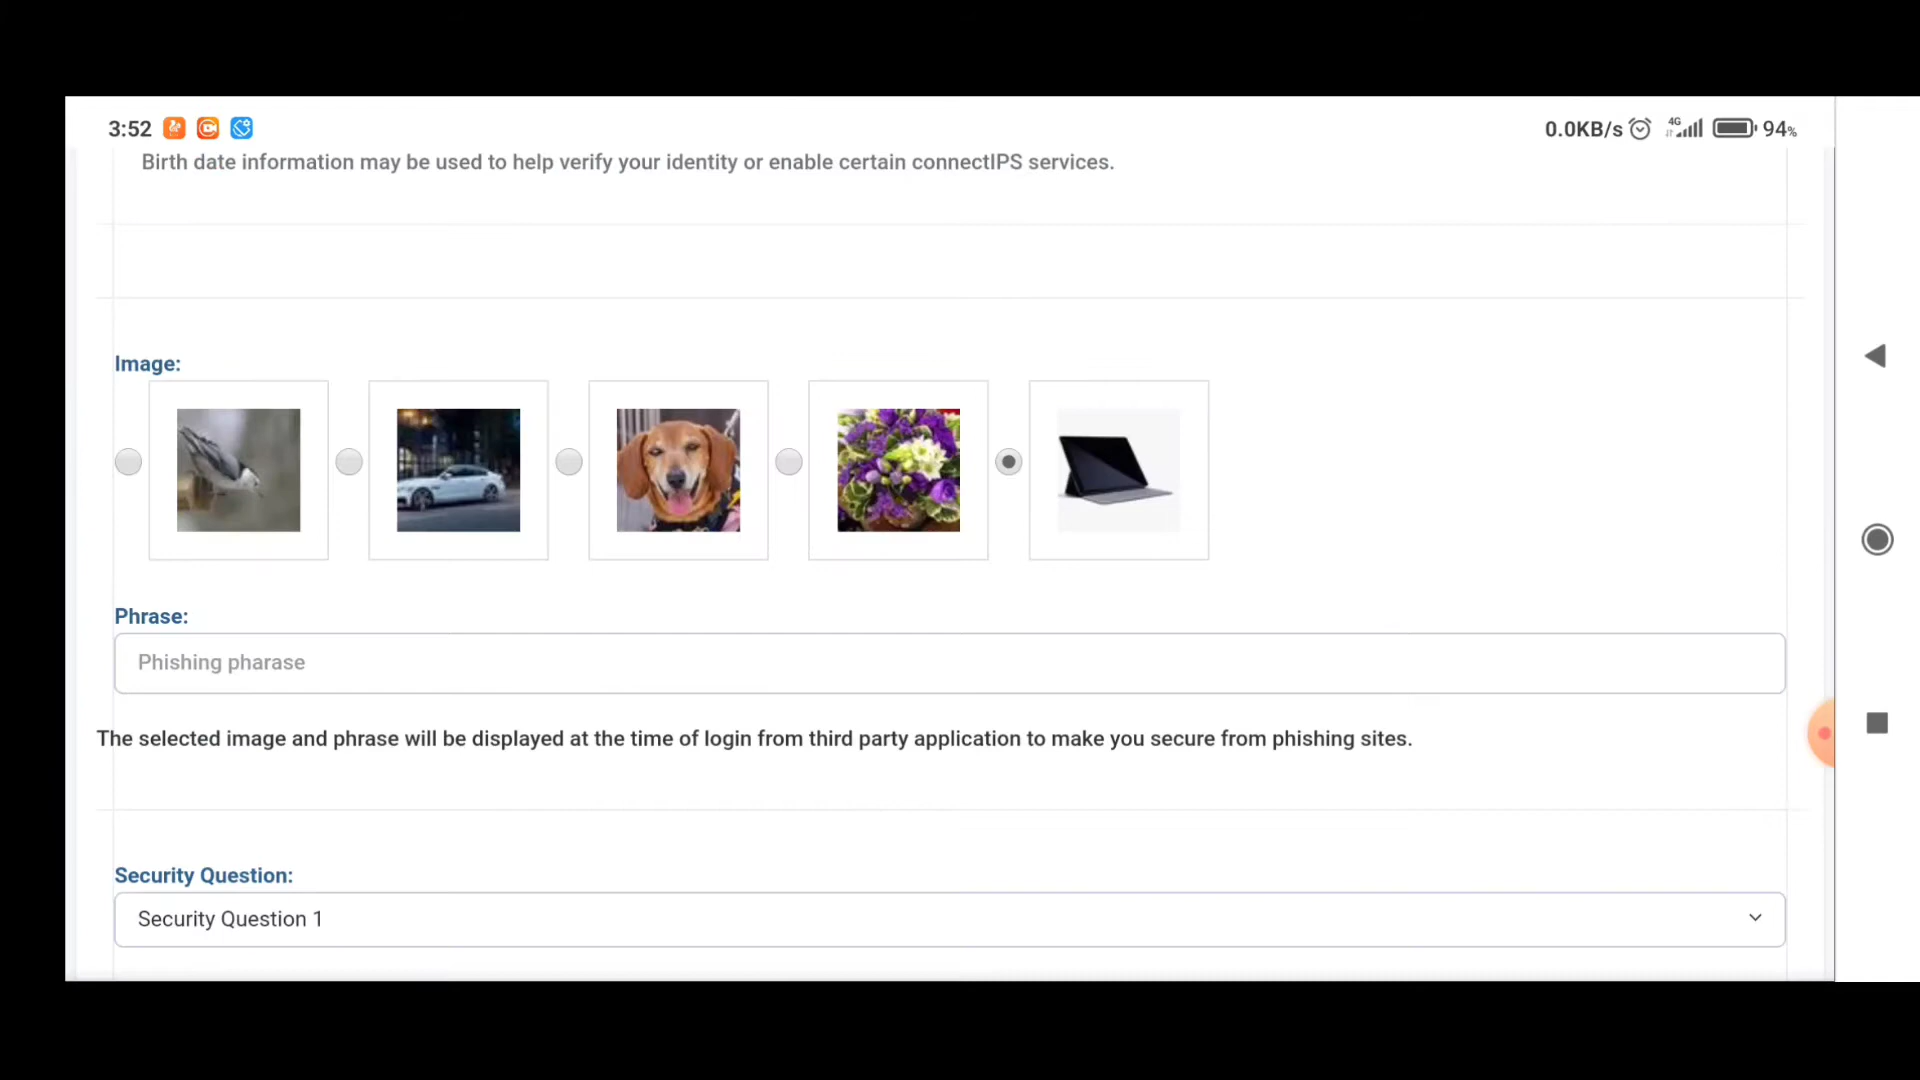 3:52
0.0KB/s 4G 94%
Birth date information may be used to help verify your identity or enable certain connectIPS services.
Image:
Phrase:
Phishing pharase
The selected image and phrase will be displayed at the time of login from third party application to make you secure from phishing sites.
Security Question:
Security Question 1